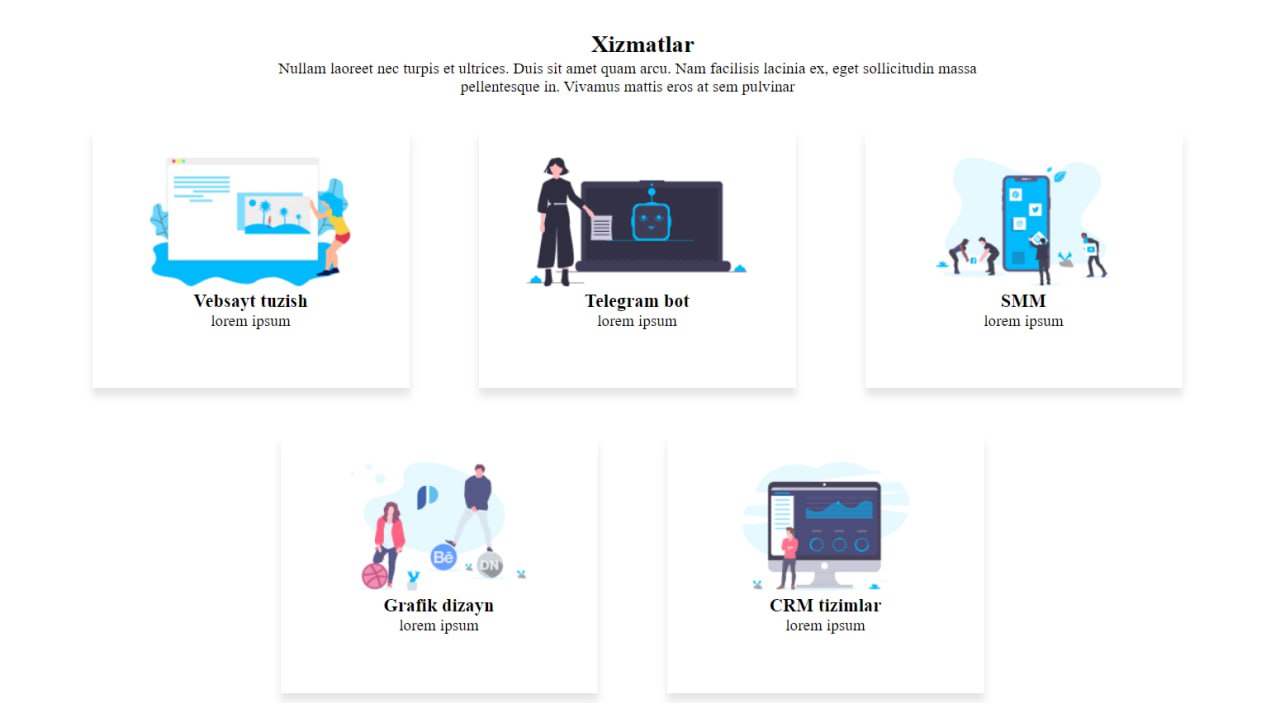 Xizmatlar
Nullam laoreet nec turpis et ultrices. Duis sit amet quam arcu. Nam facilisis lacinia ex, eget sollicitudin massa
pellentesque in. Vivamus mattis eros at sem pulvinar
Vebsayt tuzish
lorem ipsum
Telegram bot
lorem ipsum
SMM
lorem ipsum
Bē
DN
Grafik dizayn
lorem ipsum
CRM tizimlar
lorem ipsum